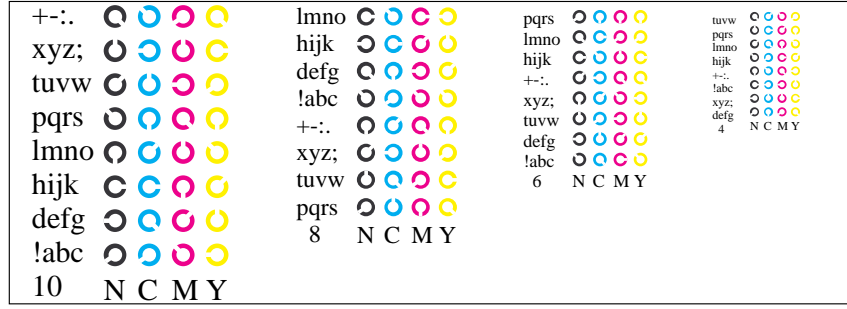 +-:.
xyz;
tuvw
pqrs
lmno
hijk
defg
!abc
10 N C M Y
lmno
hijk
defg
!abc
+-:.
xyz;
tuvw
pqrs
8 N C M Y
pqrs
lmno
hijk
+-:.
xyz;
tuvw
defg
!abc
6 N C M Y
tuvw
pqrs
lmno
hijk
+-:.
!abc
xyz;
defg
4 N C M Y